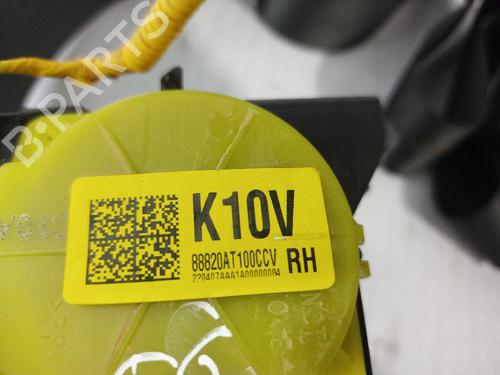 B-PARTS
K10V
88820AT100CCV RH
220407AAA1A00000084